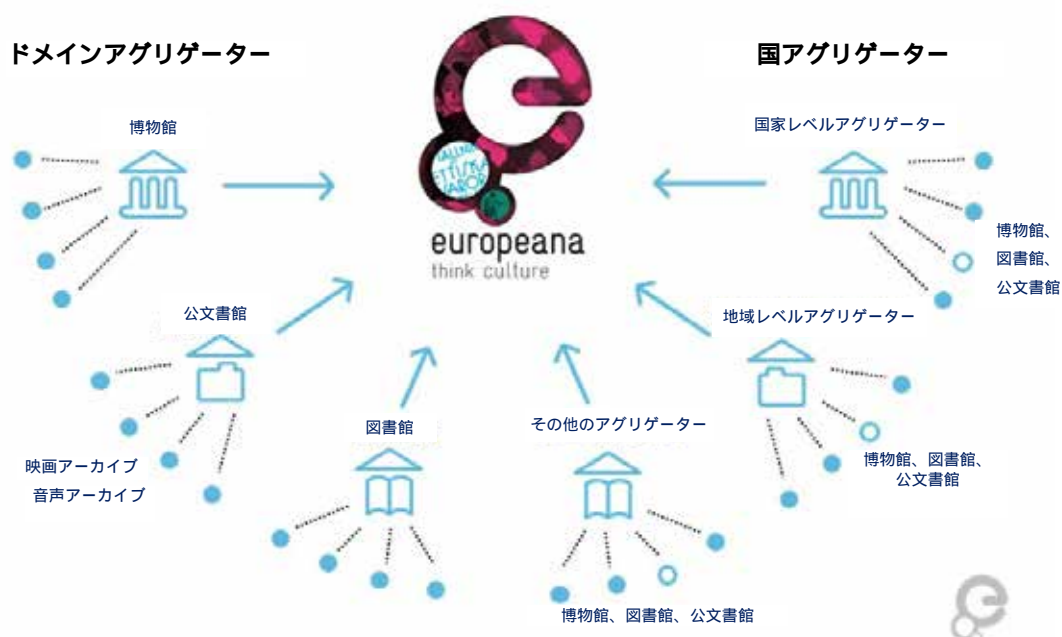 ドメインアグリゲーター
国アグリゲーター
博物館
国家レベルアグリゲーター
europeana
think culture
博物館、
図書館、
公文書館
公文書館
地域レベルアグリゲーター
図書館
その他のアグリゲーター
映画アーカイブ
音声アーカイブ
博物館、図書館、
公文書館
博物館、図書館、公文書館